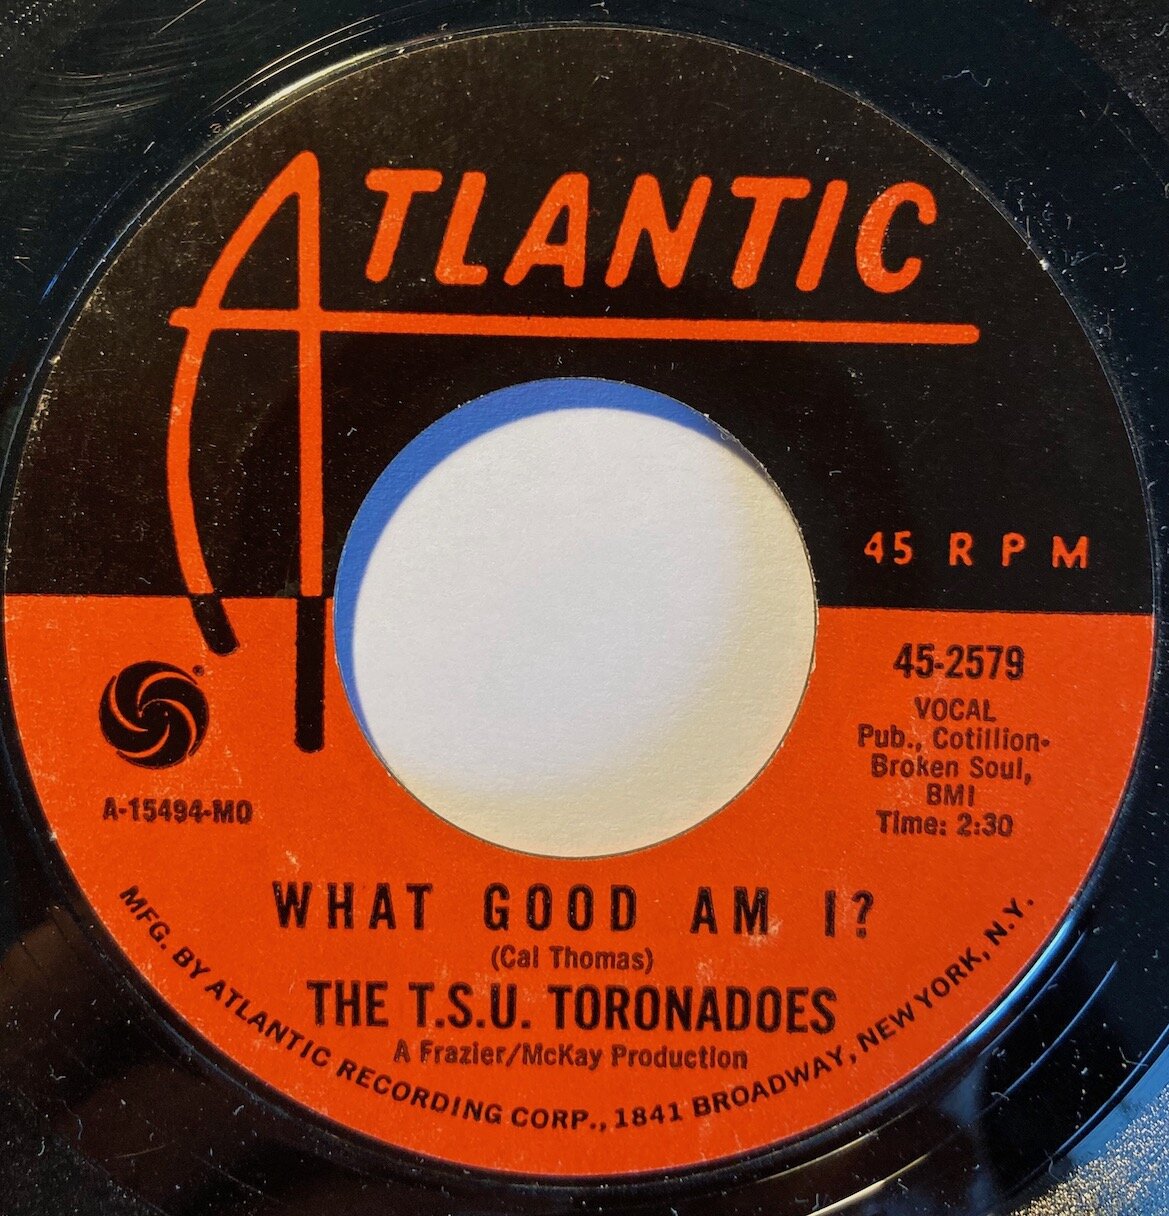 ATLANTIC
45 RPM
45-2579
VOCAL
Pub., Cotillion-
Broken Soul,
BMI
Time: 2:30
®
A-15494-MO
WHAT GOOD AM I?
(Cal Thomas)
THE T.S.U. TORONADOES
A Frazier/McKay Production
MFG. BY ATLANTIC RECORDING CORP., 1841 BROADWAY, NEW YORK, N.Y.